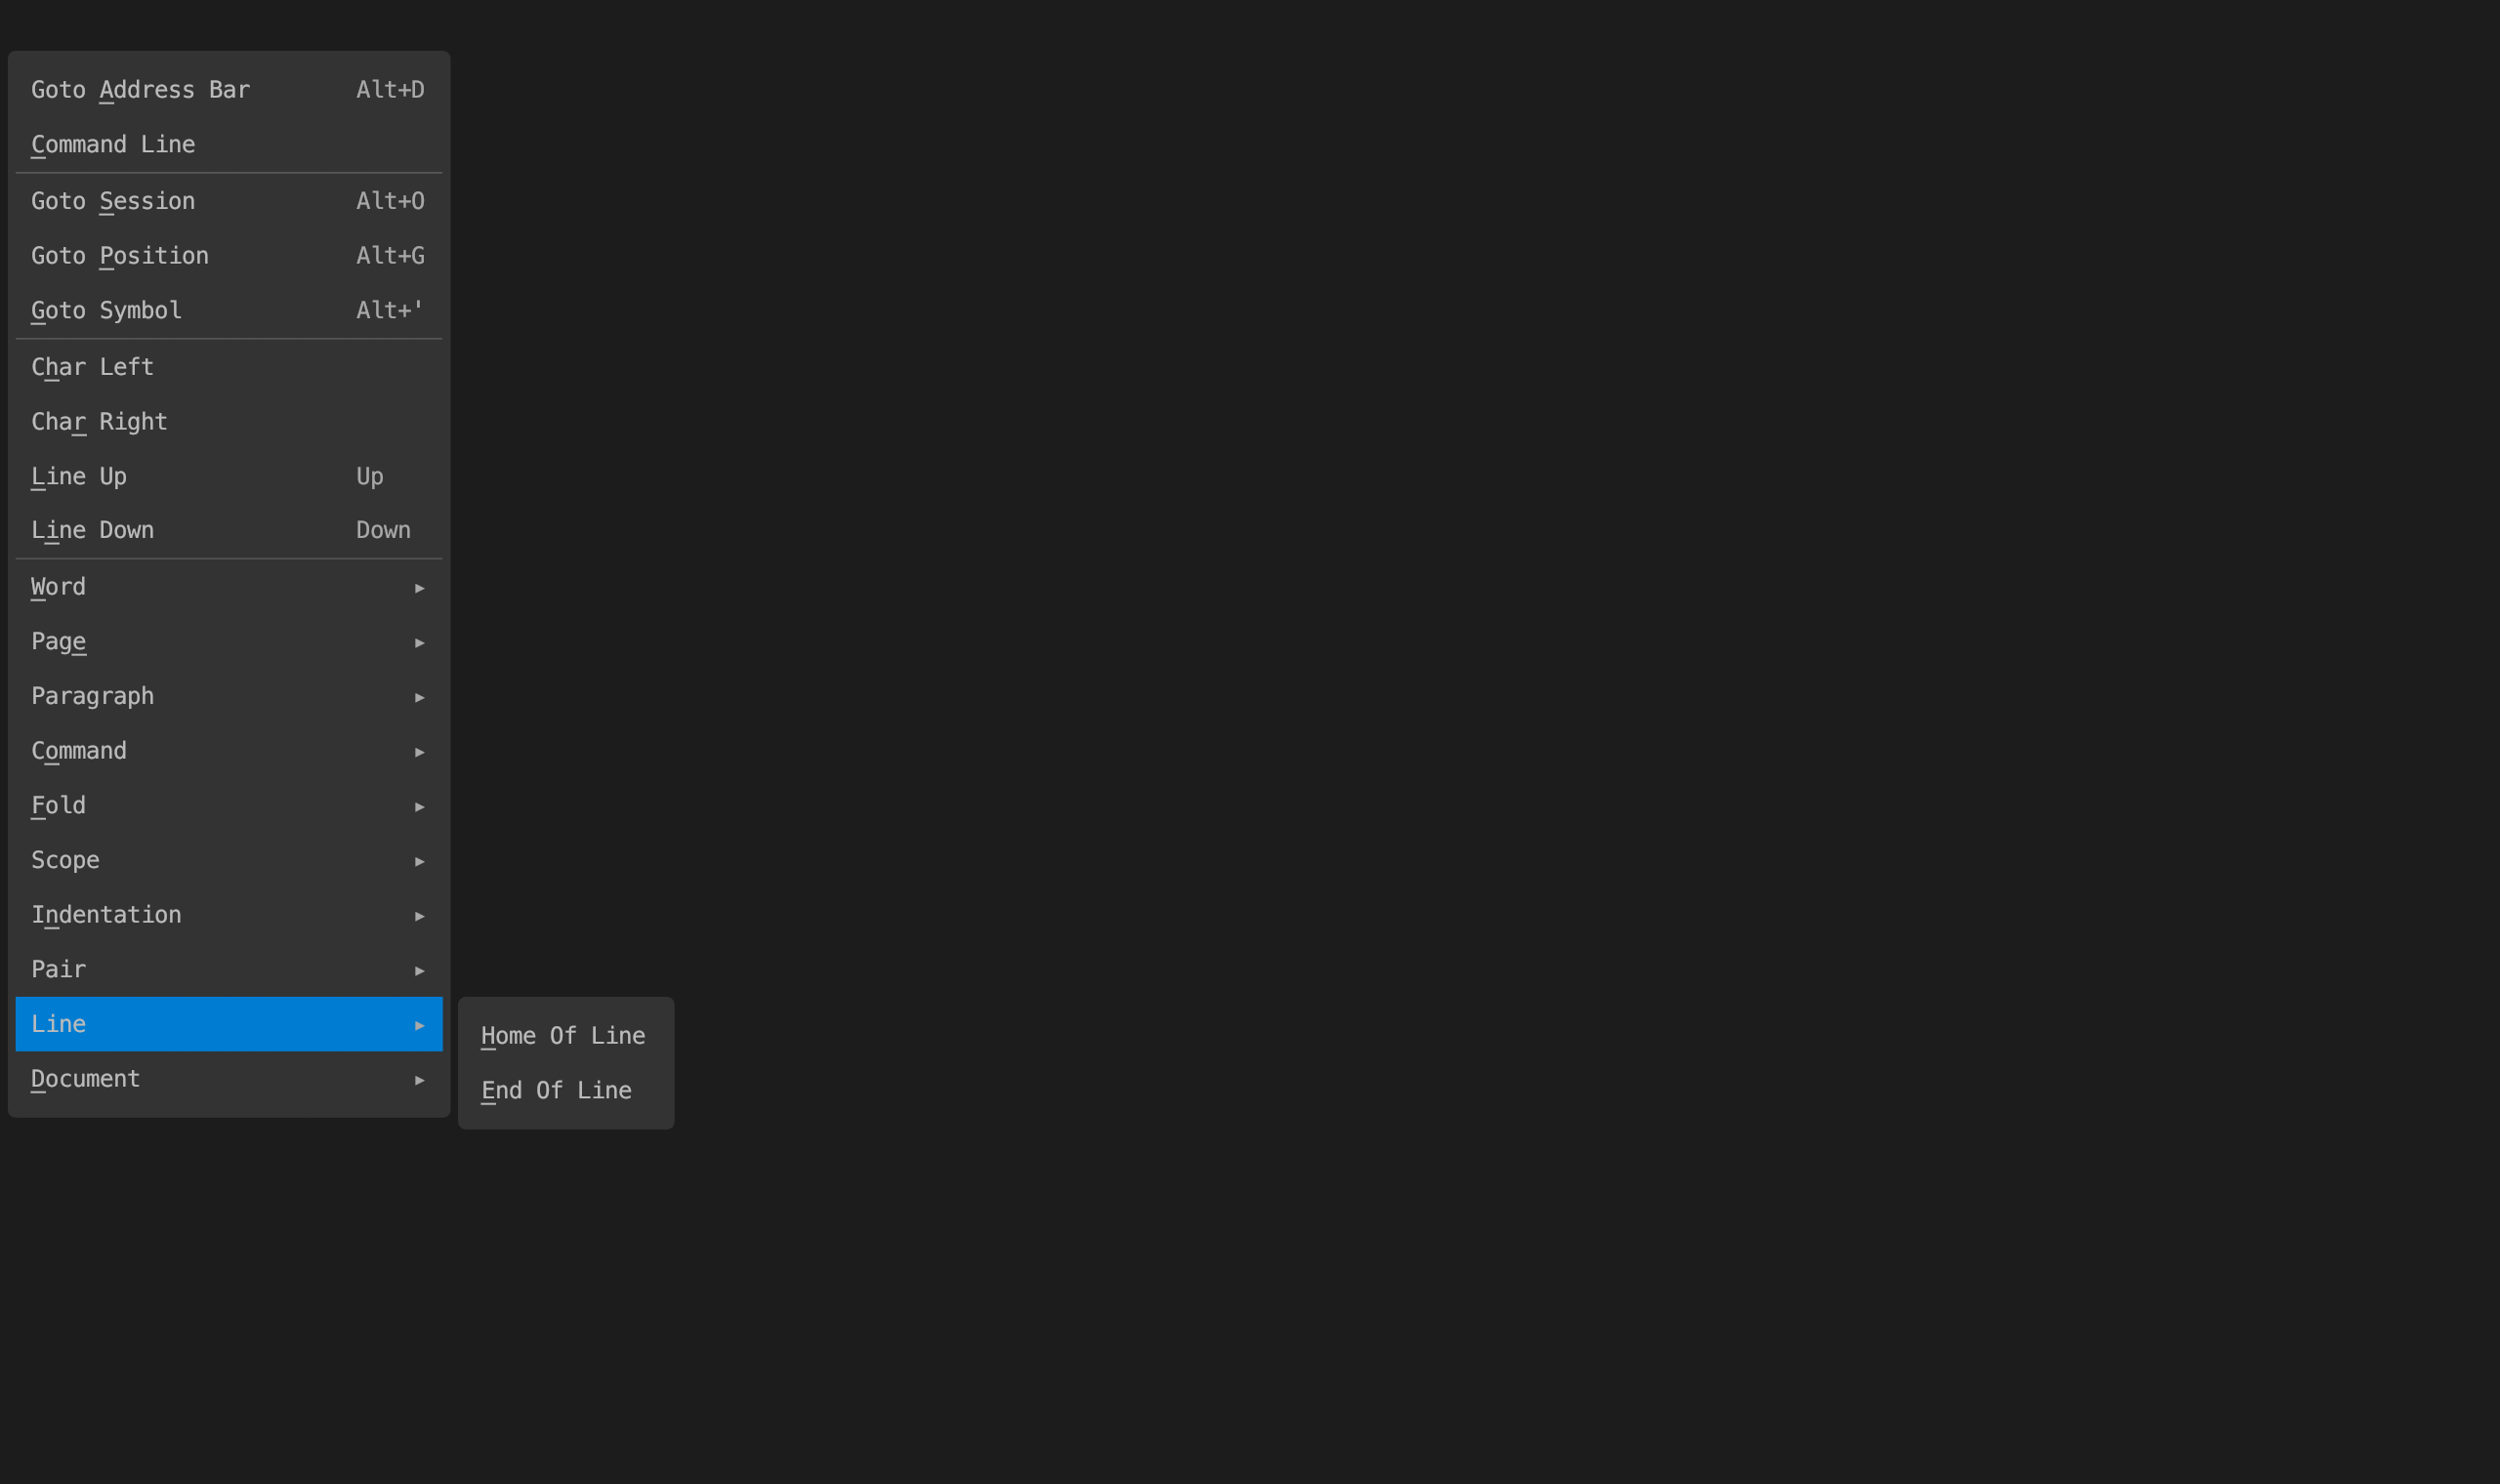 Goto Address Bar Alt+D
Command Line
Goto Session Alt+O
Goto Position Alt+G
Goto Symbol Alt+'
Char Left
Char Right
Line Up Up
Line Down Down
Word ▶
Page ▶
Paragraph ▶
Command ▶
Fold ▶
Scope ▶
Indentation ▶
Pair ▶
Line ▶
Document ▶
Home Of Line
End Of Line